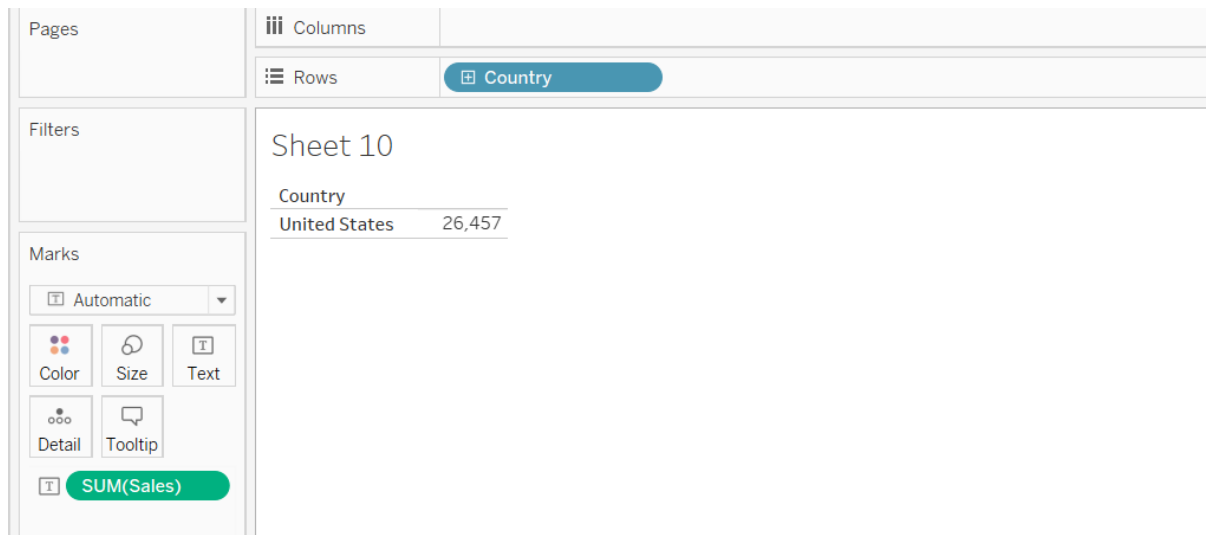 Pages
Columns
Rows
Country
Filters
Sheet 10
Country
United States 26,457
Marks
T Automatic
Color Size T Text
Detail Tooltip
T SUM(Sales)